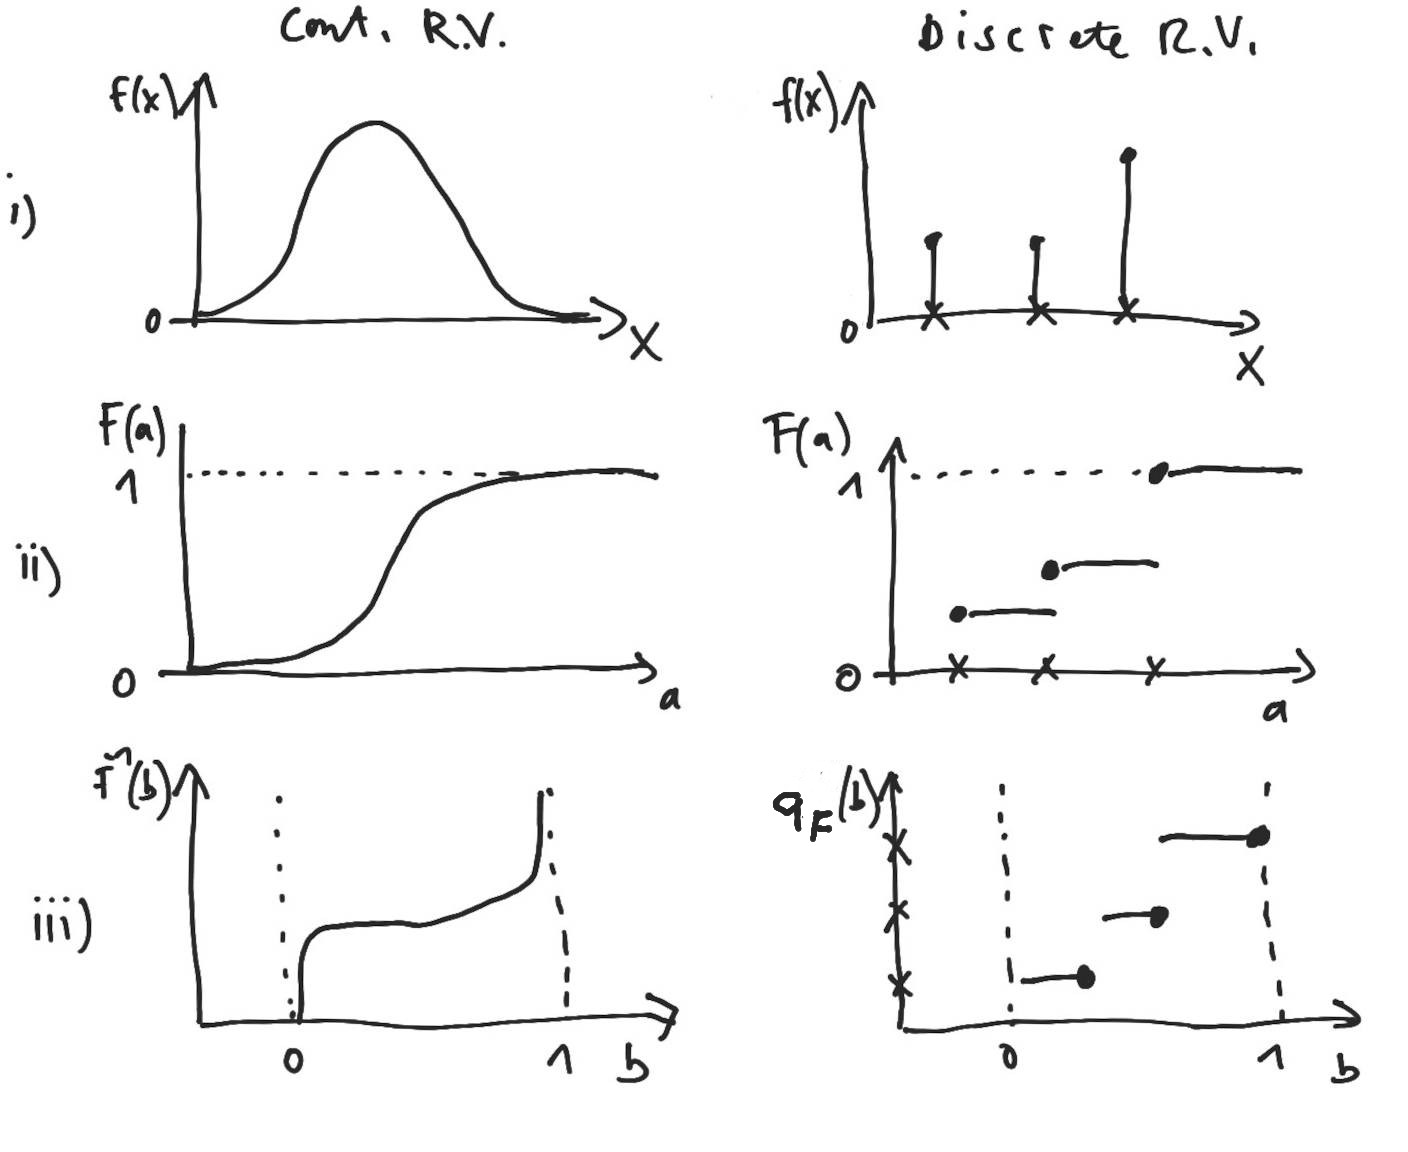 Cont. R.V.
Discrete R.V.
i)
f(x)
0
X
f(x)
0
X
ii)
F(a)
1
0
a
F(a)
1
0
a
iii)
F⁻¹(b)
0
1
b
q_F(b)
0
1
b